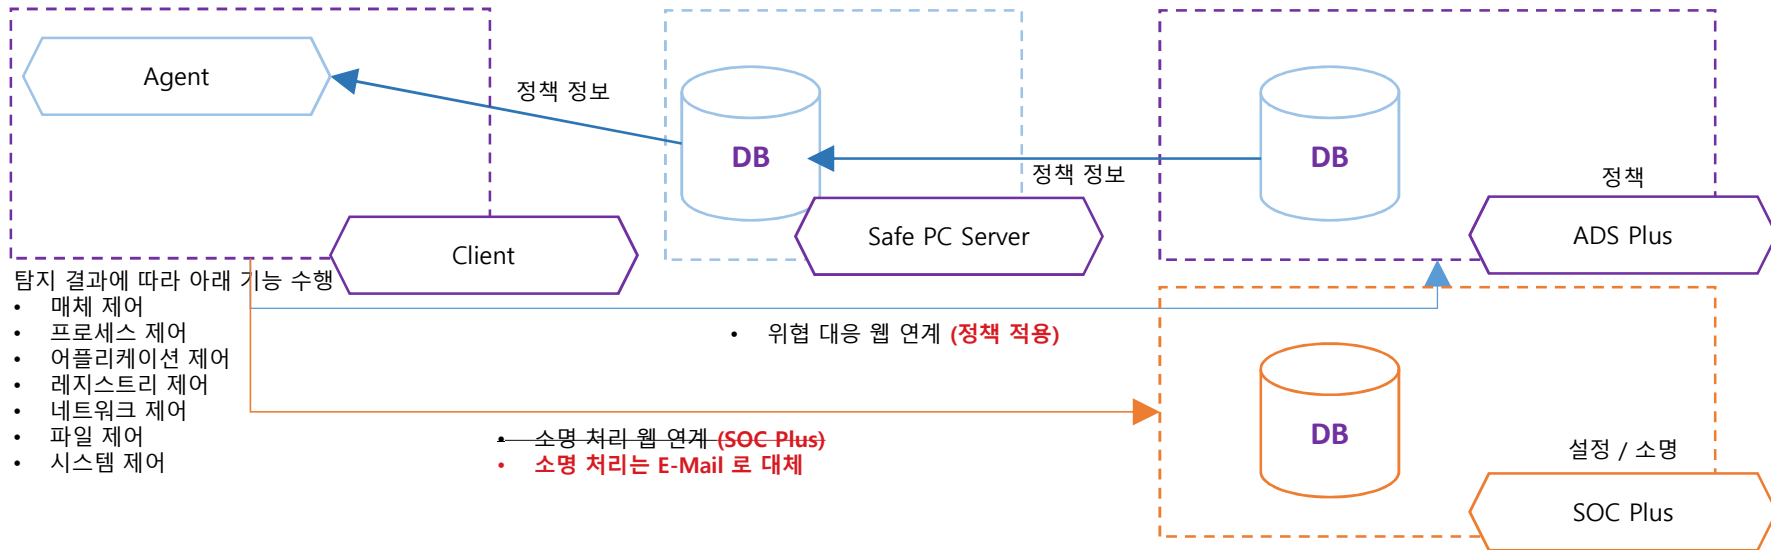 Agent
정책 정보
DB
정책 정보
DB
정책
Client
Safe PC Server
ADS Plus
탐지 결과에 따라 아래 기능 수행
• 매체 제어
• 프로세스 제어
• 어플리케이션 제어
• 레지스트리 제어
• 네트워크 제어
• 파일 제어
• 시스템 제어
• 위협 대응 웹 연계 (정책 적용)
• 소명 처리 웹 연계 (SOC Plus)
• 소명 처리는 E-Mail 로 대체
DB
설정 / 소명
SOC Plus